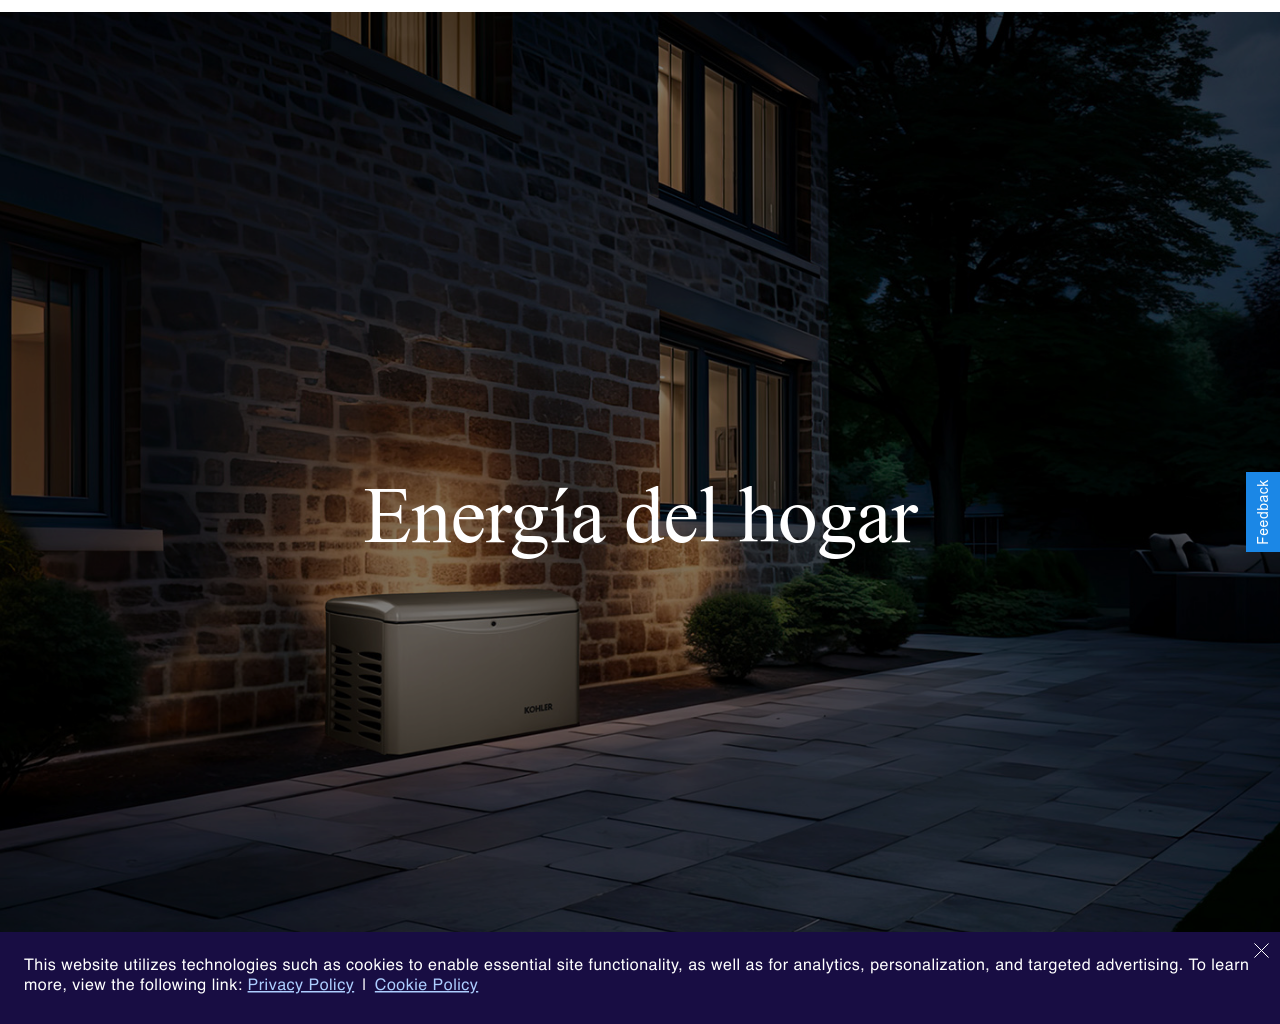 Energía del hogar
Feedback
KOHLER
This website utilizes technologies such as cookies to enable essential site functionality, as well as for analytics, personalization, and targeted advertising. To learn
more, view the following link: Privacy Policy | Cookie Policy